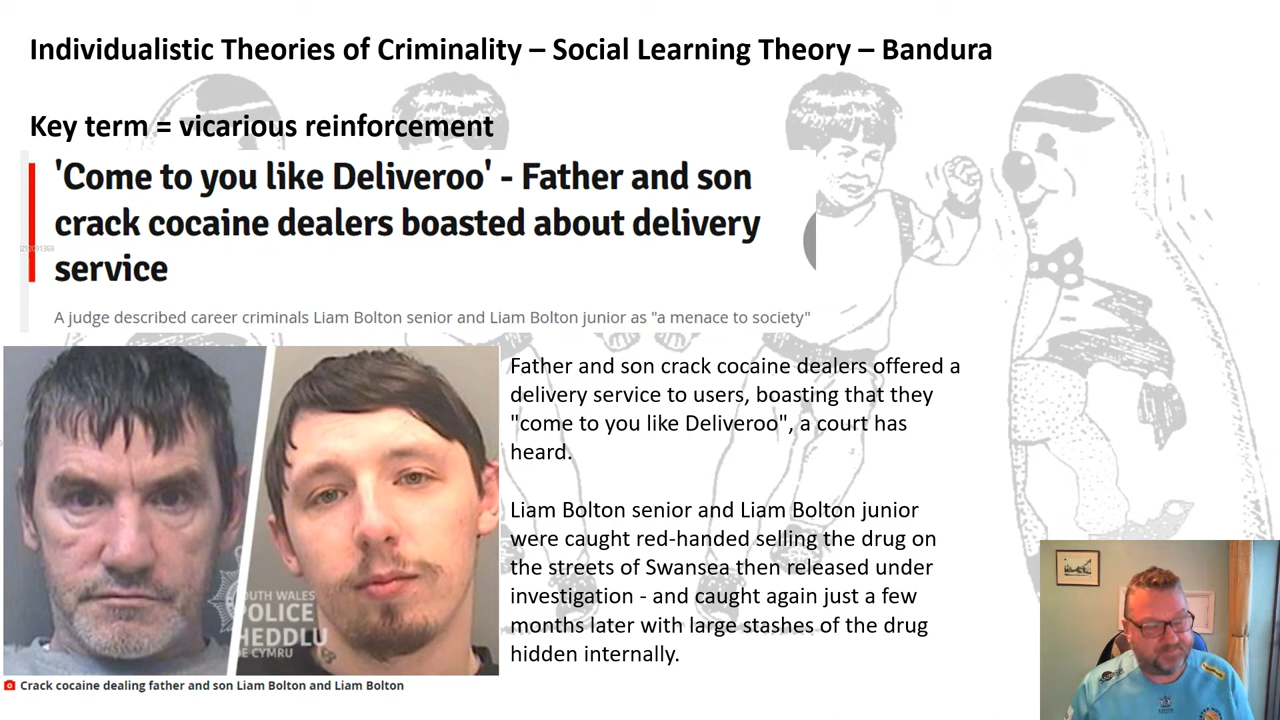 Individualistic Theories of Criminality – Social Learning Theory – Bandura
Key term = vicarious reinforcement
'Come to you like Deliveroo' - Father and son
crack cocaine dealers boasted about delivery
service
A judge described career criminals Liam Bolton senior and Liam Bolton junior as "a menace to society"
Father and son crack cocaine dealers offered a
delivery service to users, boasting that they
"come to you like Deliveroo", a court has
heard.
Liam Bolton senior and Liam Bolton junior
were caught red-handed selling the drug on
the streets of Swansea then released under
investigation - and caught again just a few
months later with large stashes of the drug
hidden internally.
OUTH WALES
POLICE
HEDDLU
DE CYMRU
Crack cocaine dealing father and son Liam Bolton and Liam Bolton